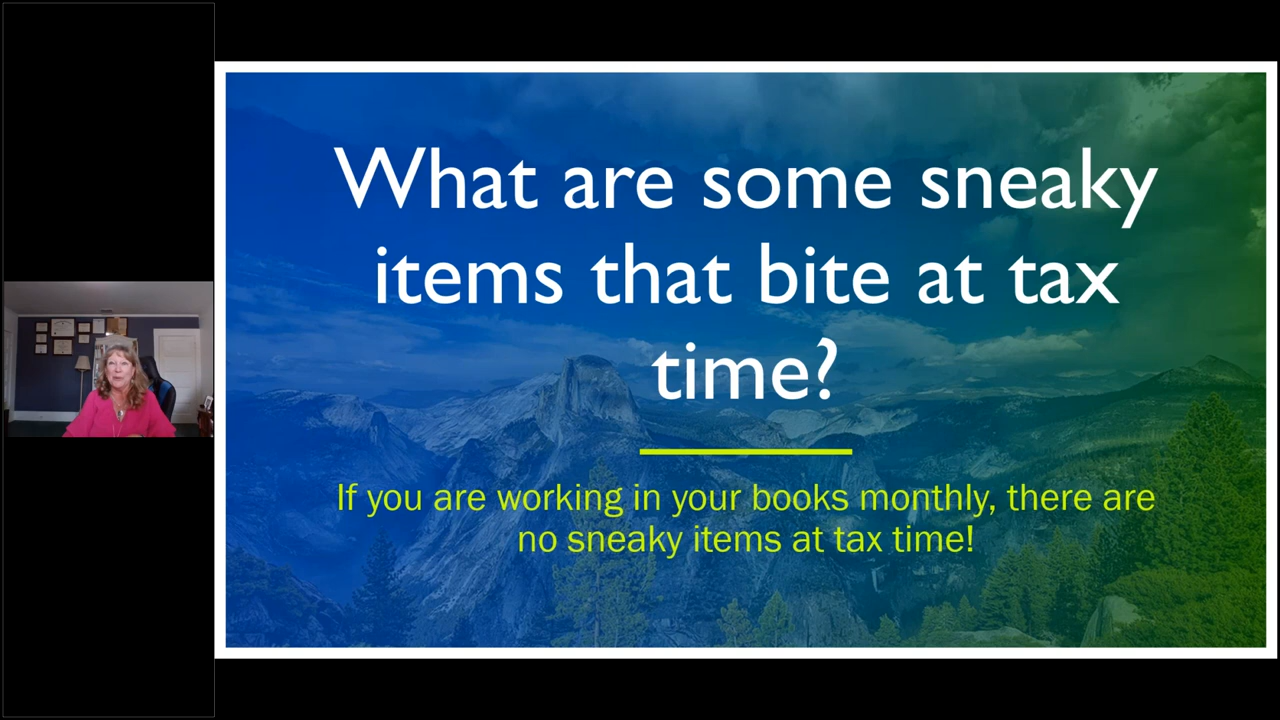 What are some sneaky
items that bite at tax
time?
If you are working in your books monthly, there are
no sneaky items at tax time!